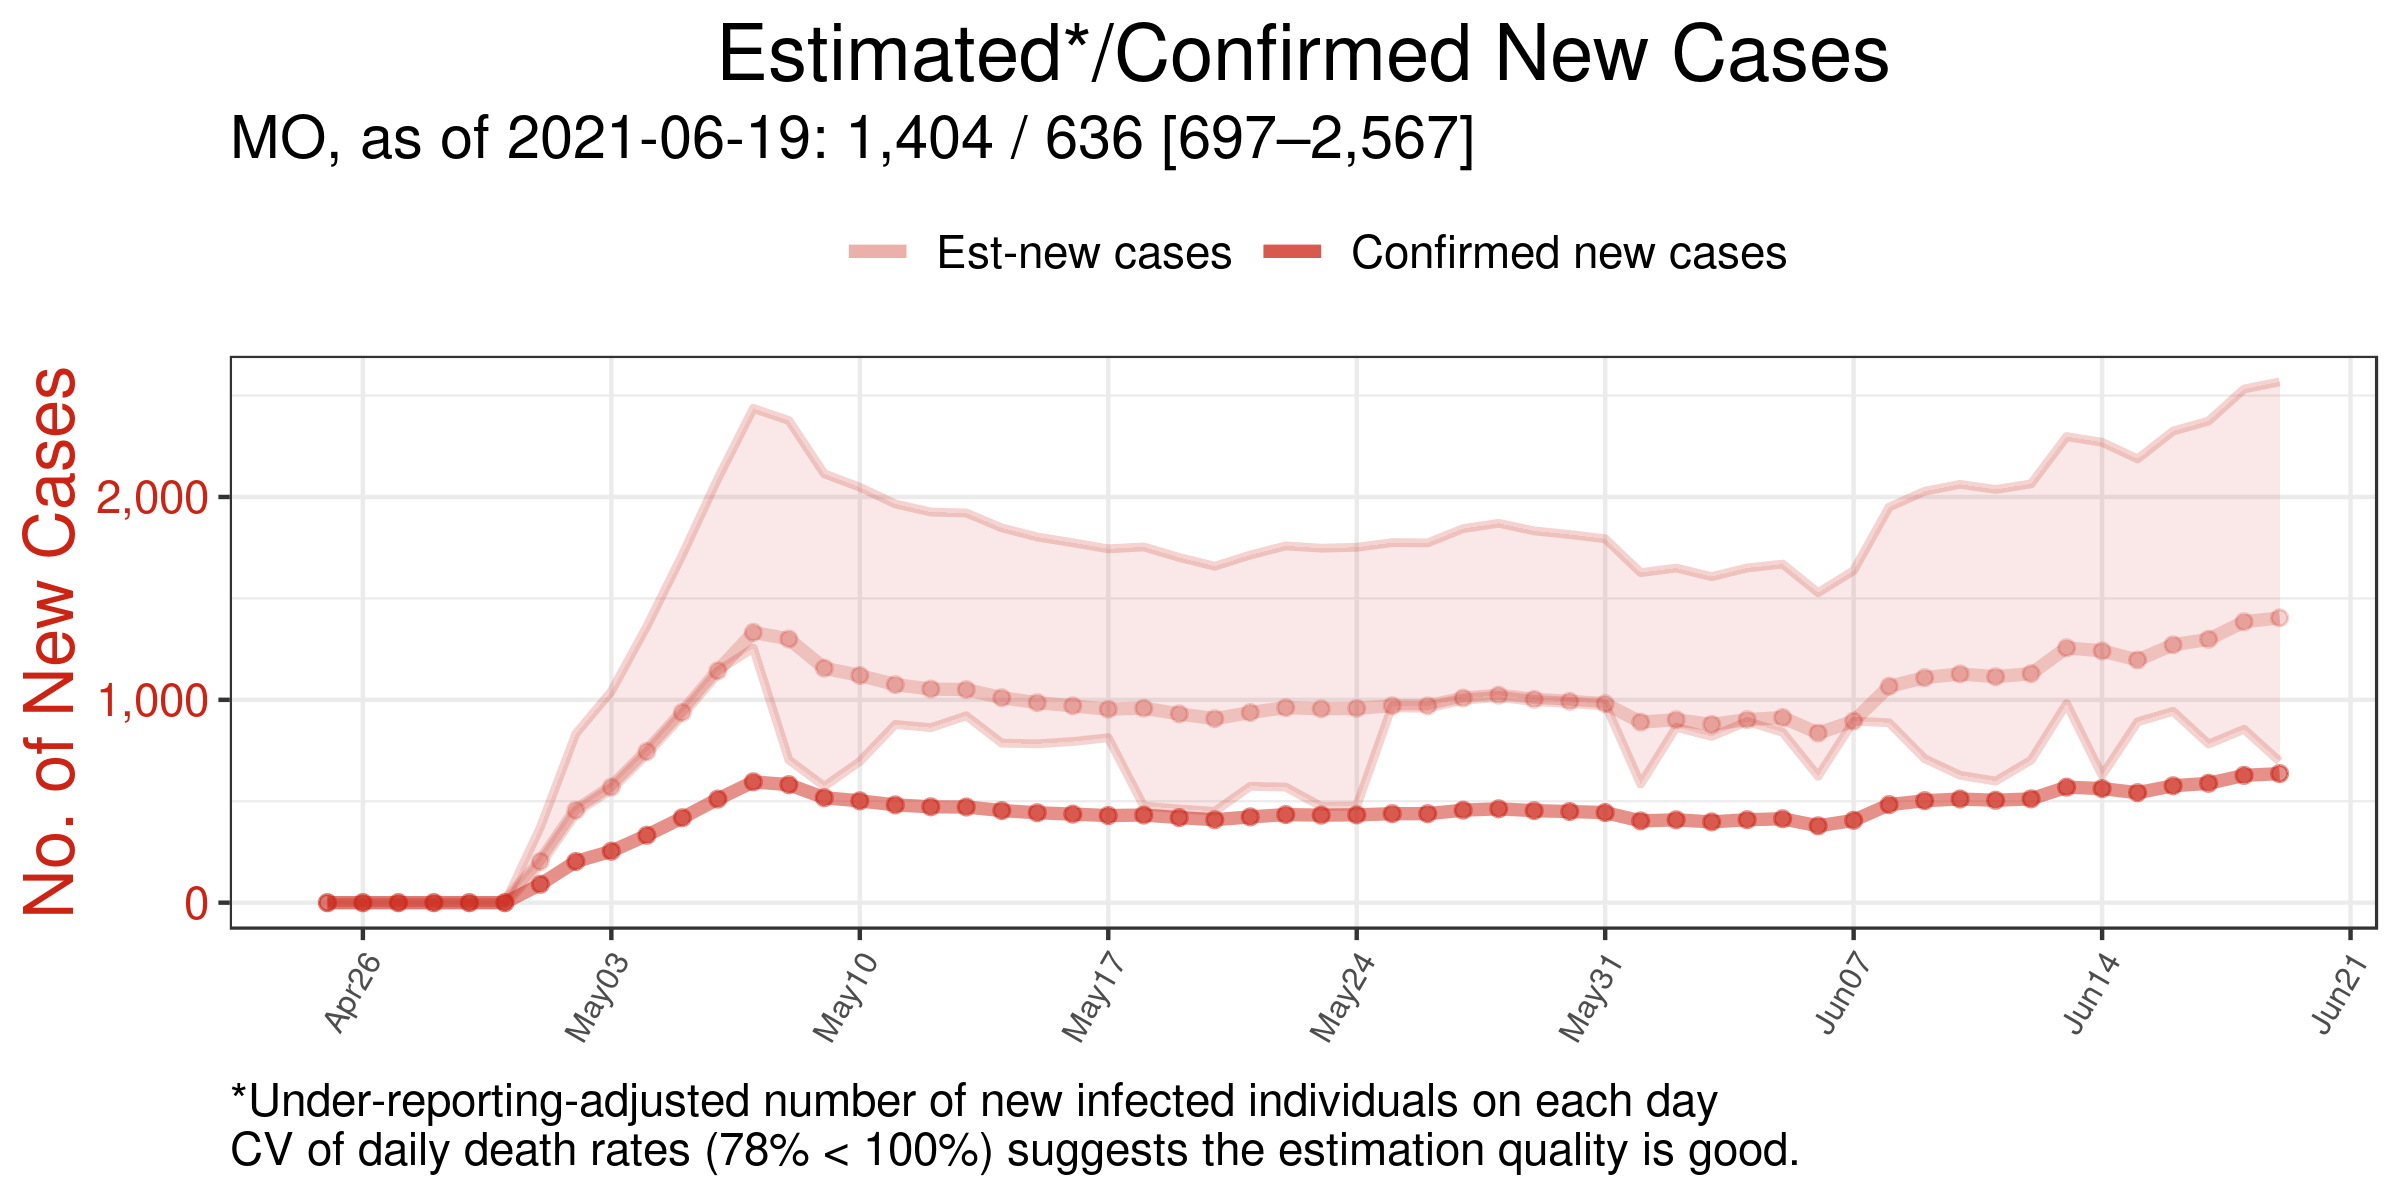 Estimated*/Confirmed New Cases
MO, as of 2021-06-19: 1,404 / 636 [697–2,567]
Est-new cases Confirmed new cases
No. of New Cases
2,000
1,000
0
Apr26 May03 May10 May17 May24 May31 Jun07 Jun14 Jun21
*Under-reporting-adjusted number of new infected individuals on each day
CV of daily death rates (78% < 100%) suggests the estimation quality is good.